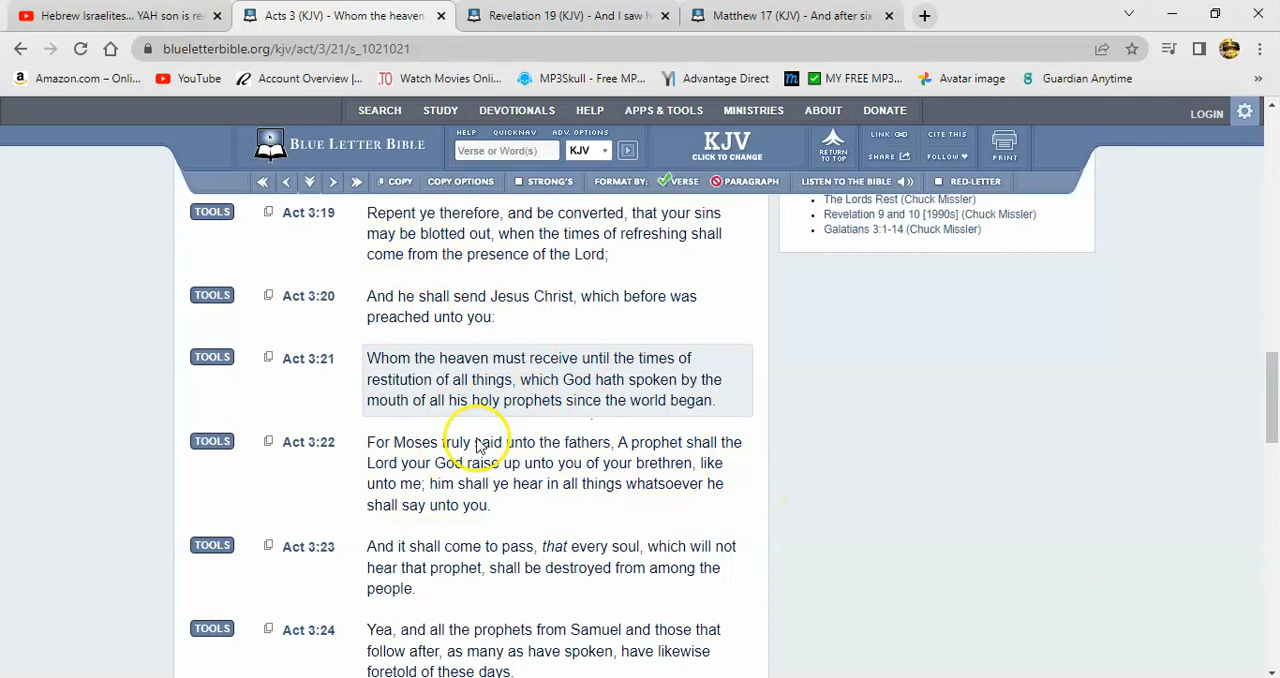 Hebrew Israelites... YAH son is re
Acts 3 (KJV) - Whom the heaven
Revelation 19 (KJV) - And I saw h
Matthew 17 (KJV) - And after six
blueletterbible.org/kjv/act/3/21/s_1021021
Amazon.com – Onli...
YouTube
Account Overview |...
Watch Movies Onlin...
MP3Skull - Free MP...
Advantage Direct
MY FREE MP3...
Avatar image
Guardian Anytime
»
SEARCH STUDY DEVOTIONALS HELP APPS & TOOLS MINISTRIES ABOUT DONATE
LOGIN
BLUE LETTER BIBLE
HELP QUICKNAV ADV. OPTIONS
Verse or Word(s) KJV
KJV
CLICK TO CHANGE
RETURN
TO TOP
LINK CITE THIS
SHARE FOLLOW
PRINT
COPY COPY OPTIONS STRONG'S FORMAT BY: VERSE PARAGRAPH LISTEN TO THE BIBLE RED-LETTER
The Lords Rest (Chuck Missler)
Revelation 9 and 10 [1990s] (Chuck Missler)
Galatians 3:1-14 (Chuck Missler)
TOOLS Act 3:19 Repent ye therefore, and be converted, that your sins
may be blotted out, when the times of refreshing shall
come from the presence of the Lord;
TOOLS Act 3:20 And he shall send Jesus Christ, which before was
preached unto you:
TOOLS Act 3:21 Whom the heaven must receive until the times of
restitution of all things, which God hath spoken by the
mouth of all his holy prophets since the world began.
TOOLS Act 3:22 For Moses truly said unto the fathers, A prophet shall the
Lord your God raise up unto you of your brethren, like
unto me; him shall ye hear in all things whatsoever he
shall say unto you.
TOOLS Act 3:23 And it shall come to pass, that every soul, which will not
hear that prophet, shall be destroyed from among the
people.
TOOLS Act 3:24 Yea, and all the prophets from Samuel and those that
follow after, as many as have spoken, have likewise
foretold of these days.